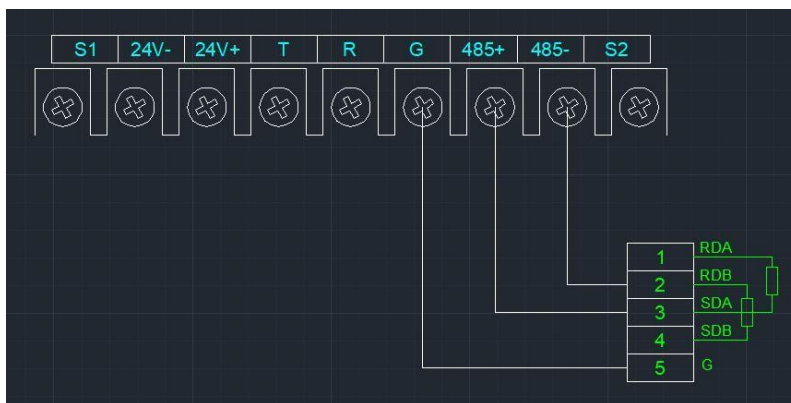 S1 24V- 24V+ T R G 485+ 485- S2
1 RDA
2 RDB
3 SDA
4 SDB
5 G